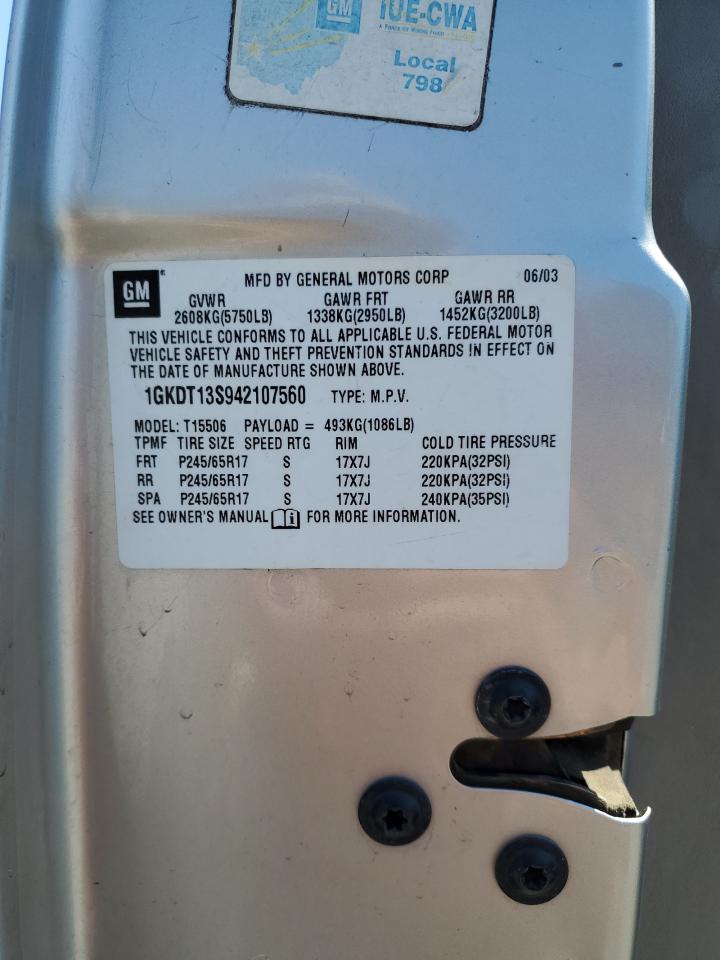 GM IUE-CWA
Local
798
GM MFD BY GENERAL MOTORS CORP 06/03
GVWR GAWR FRT GAWR RR
2608KG(5750LB) 1338KG(2950LB) 1452KG(3200LB)
THIS VEHICLE CONFORMS TO ALL APPLICABLE U.S. FEDERAL MOTOR
VEHICLE SAFETY AND THEFT PREVENTION STANDARDS IN EFFECT ON
THE DATE OF MANUFACTURE SHOWN ABOVE.
1GKDT13S942107560 TYPE: M.P.V.
MODEL: T15506 PAYLOAD = 493KG(1086LB)
TPMF TIRE SIZE SPEED RTG RIM COLD TIRE PRESSURE
FRT P245/65R17 S 17X7J 220KPA(32PSI)
RR P245/65R17 S 17X7J 220KPA(32PSI)
SPA P245/65R17 S 17X7J 240KPA(35PSI)
SEE OWNER'S MANUAL FOR MORE INFORMATION.